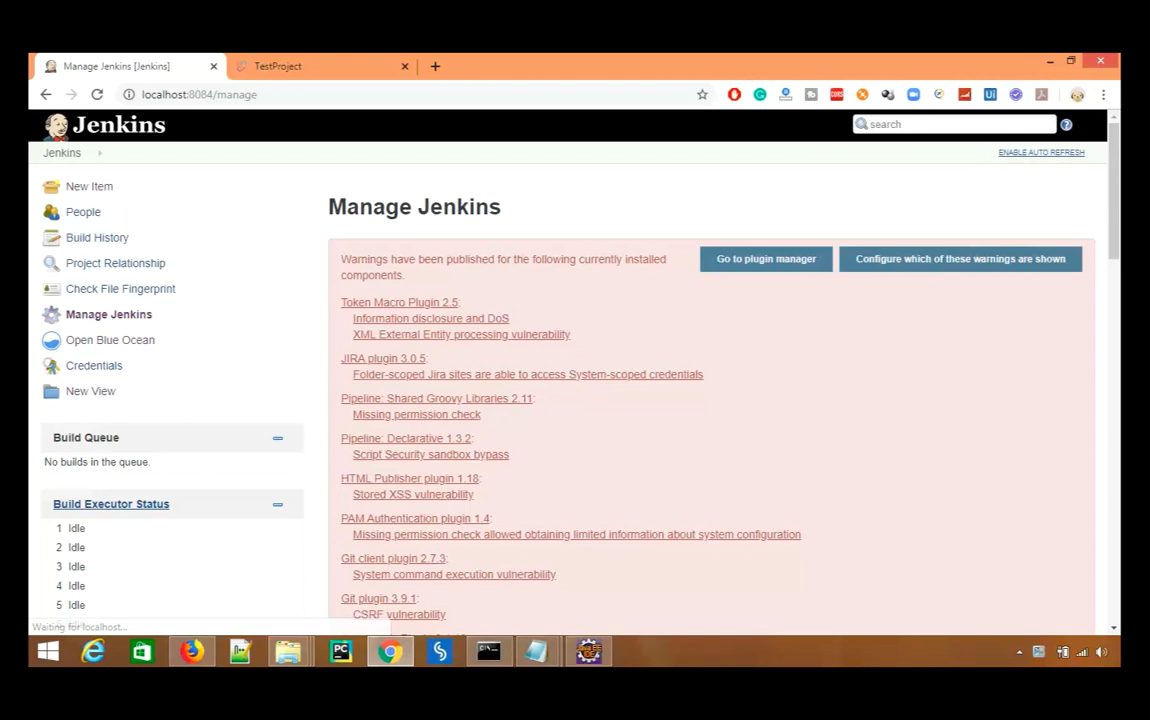 Manage Jenkins [Jenkins]
TestProject
localhost:8084/manage
Jenkins
search
Jenkins
ENABLE AUTO REFRESH
New Item
People
Build History
Project Relationship
Check File Fingerprint
Manage Jenkins
Open Blue Ocean
Credentials
New View
Build Queue
No builds in the queue.
Build Executor Status
1 Idle
2 Idle
3 Idle
4 Idle
5 Idle
Waiting for localhost...
Manage Jenkins
Warnings have been published for the following currently installed
components.
Go to plugin manager
Configure which of these warnings are shown
Token Macro Plugin 2.5:
Information disclosure and DoS
XML External Entity processing vulnerability
JIRA plugin 3.0.5:
Folder-scoped Jira sites are able to access System-scoped credentials
Pipeline: Shared Groovy Libraries 2.11:
Missing permission check
Pipeline: Declarative 1.3.2:
Script Security sandbox bypass
HTML Publisher plugin 1.18:
Stored XSS vulnerability
PAM Authentication plugin 1.4:
Missing permission check allowed obtaining limited information about system configuration
Git client plugin 2.7.3:
System command execution vulnerability
Git plugin 3.9.1:
CSRF vulnerability